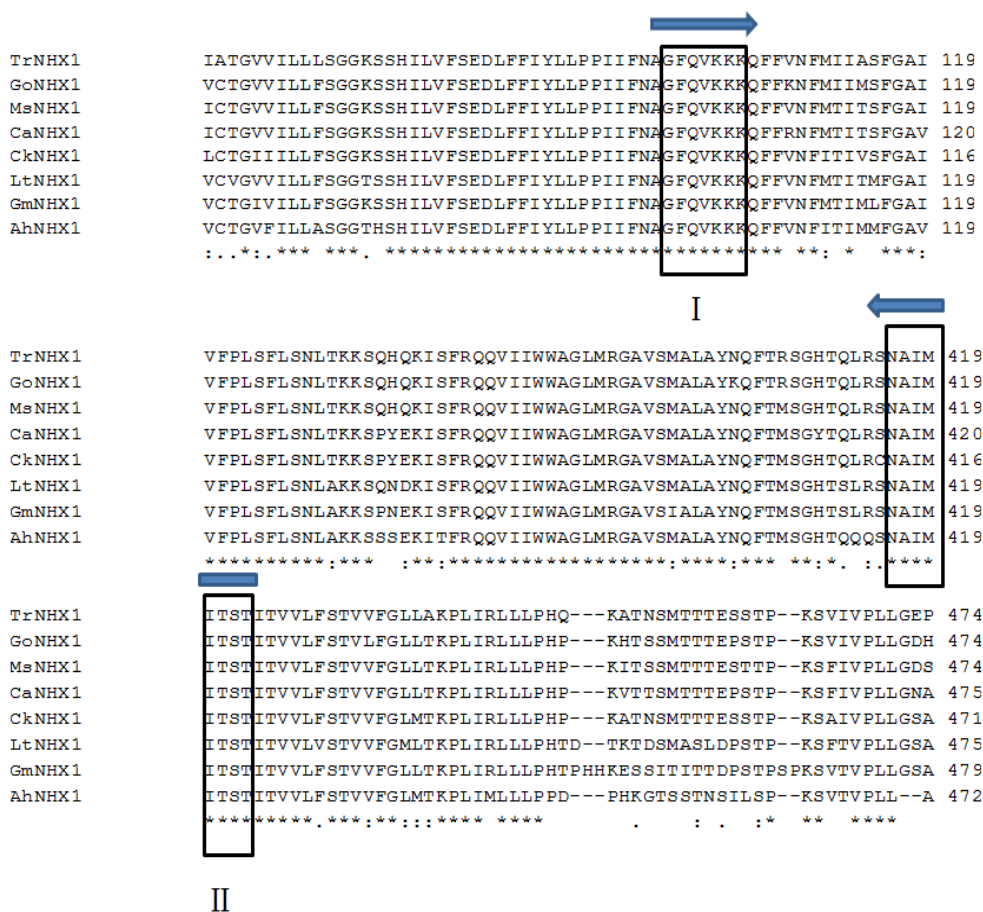 TrNHX1 IATGVVILLLSGGKSSHILVFSEDLFFIYLLPPIIFNAGFQVKKKQFFVNFMIIASFGAI 119
GoNHX1 VCTGVVILLFSGGKSSHILVFSEDLFFIYLLPPIIFNAGFQVKKKQFFKNFMTIMSFGAI 119
MsNHX1 ICTGVVILLFSGGKSSHILVFSEDLFFIYLLPPIIFNAGFQVKKKQFFVNFMTITSFGAI 119
CaNHX1 ICTGVVILLFSGGKSSHILVFSEDLFFIYLLPPIIFNAGFQVKKKQFFRNFMTITSFGAV 120
CkNHX1 LCTGIIILLFSGGKSSHILVFSEDLFFIYLLPPIIFNAGFQVKKKQFFVNFITIVSFGAI 116
LtNHX1 VCVGVVILLFSGGTSSHILVFSEDLFFIYLLPPIIFNAGFQVKKKQFFVNFMTITMFGAI 119
GmNHX1 VCTGIVILLFSGGKSSHILVFSEDLFFIYLLPPIIFNAGFQVKKKQFFVNFMTIMLFGAI 119
AhNHX1 VCTGVFILLASGGTHSHILVFSEDLFFIYLLPPIIFNAGFQVKKKQFFVNFITIMMFGAV 119
:..*:.*** ***. ********************************* **: * ***:
I
TrNHX1 VFPLSFLSNLTKKSQHQKISFRQQVIIWWAGLMRGAVSMALAYNQFTRSGHTQLRSNAIM 419
GoNHX1 VFPLSFLSNLTKKSQHQKISFRQQVIIWWAGLMRGAVSMALAYKQFTRSGHTQLRSNAIM 419
MsNHX1 VFPLSFLSNLTKKSQHQKISFRQQVIIWWAGLMRGAVSMALAYNQFTMSGHTQLRSNAIM 419
CaNHX1 VFPLSFLSNLTKKSPYEKISFRQQVIIWWAGLMRGAVSMALAYNQFTMSGYTQLRSNAIM 420
CkNHX1 VFPLSFLSNLTKKSPYEKISFRQQVIIWWAGLMRGAVSMALAYNQFTMSGHTQLRCNAIM 416
LtNHX1 VFPLSFLSNLAKKSQNDKISFRQQVIIWWAGLMRGAVSMALAYNQFTMSGHTSLRSNAIM 419
GmNHX1 VFPLSFLSNLAKKSPNEKISFRQQVIIWWAGLMRGAVSIALAYNQFTMSGHTSLRSNAIM 419
AhNHX1 VFPLSFLSNLAKKSSSEKITFRQQVIIWWAGLMRGAVSMALAYNQFTMSGHTQQQSNAIM 419
**********:*** :**:******************:****:*** **:*. :.****
TrNHX1 ITSTITVVLFSTVVFGLLAKPLIRLLLPHQ---KATNSMTTTESSTP--KSVIVPLLGEP 474
GoNHX1 ITSTITVVLFSTVLFGLLTKPLIRLLLPHP---KHTSSMTTTEPSTP--KSVIVPLLGDH 474
MsNHX1 ITSTITVVLFSTVVFGLLTKPLIRLLLPHP---KITSSMTTTESTTP--KSFIVPLLGDS 474
CaNHX1 ITSTITVVLFSTVVFGLLTKPLIRLLLPHP---KVTTSMTTTEPSTP--KSFIVPLLGNA 475
CkNHX1 ITSTITVVLFSTVVFGLMTKPLIRLLLPHP---KATNSMTTTESSTP--KSAIVPLLGSA 471
LtNHX1 ITSTITVVLVSTVVFGMLTKPLIRLLLPHTD--TKTDSMASLDPSTP--KSFTVPLLGSA 475
GmNHX1 ITSTITVVLFSTVVFGLLTKPLIRLLLPHTPHHKESSITITTDPSTPSPKSVTVPLLGSA 479
AhNHX1 ITSTITVVLFSTVVFGLMTKPLIMLLLPPD--PHKGTSSTNSILSP--KSVTVPLL--A 472
*********.***:**:::**** **** . : . :* ** ****
II